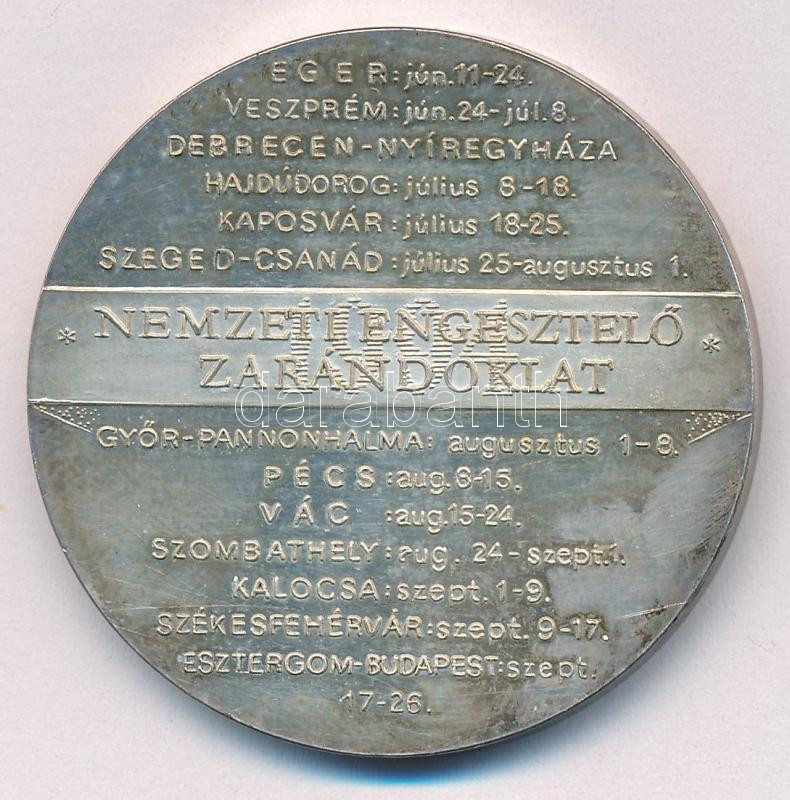 EGER: jún. 11-24.
VESZPRÉM: jún. 24-júl. 8.
DEBRECEN-NYÍREGYHÁZA
HAJDÚDOROG: július 8-18.
KAPOSVÁR: július 18-25.
SZEGED-CSANÁD: július 25-augusztus 1.
* NEMZETI ENGESZTELŐ *
1994
ZARÁNDOKLAT
darabanth
GYŐR-PANNONHALMA: augusztus 1-8.
PÉCS: aug. 8-15.
VÁC: aug. 15-24.
SZOMBATHELY: aug. 24-szept. 1.
KALOCSA: szept. 1-9.
SZÉKESFEHÉRVÁR: szept. 9-17.
ESZTERGOM-BUDAPEST: szept.
17-26.